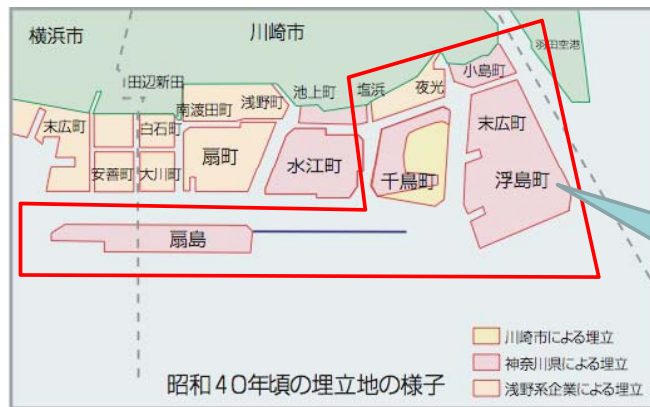 横浜市
川崎市
羽田空港
田辺新田
池上町
塩浜
夜光
小島町
浅野町
南渡田町
末広町
白石町
扇町
水江町
千鳥町
末広町
浮島町
安善町
大川町
扇島
川崎市による埋立
神奈川県による埋立
浅野系企業による埋立
昭和40年頃の埋立地の様子